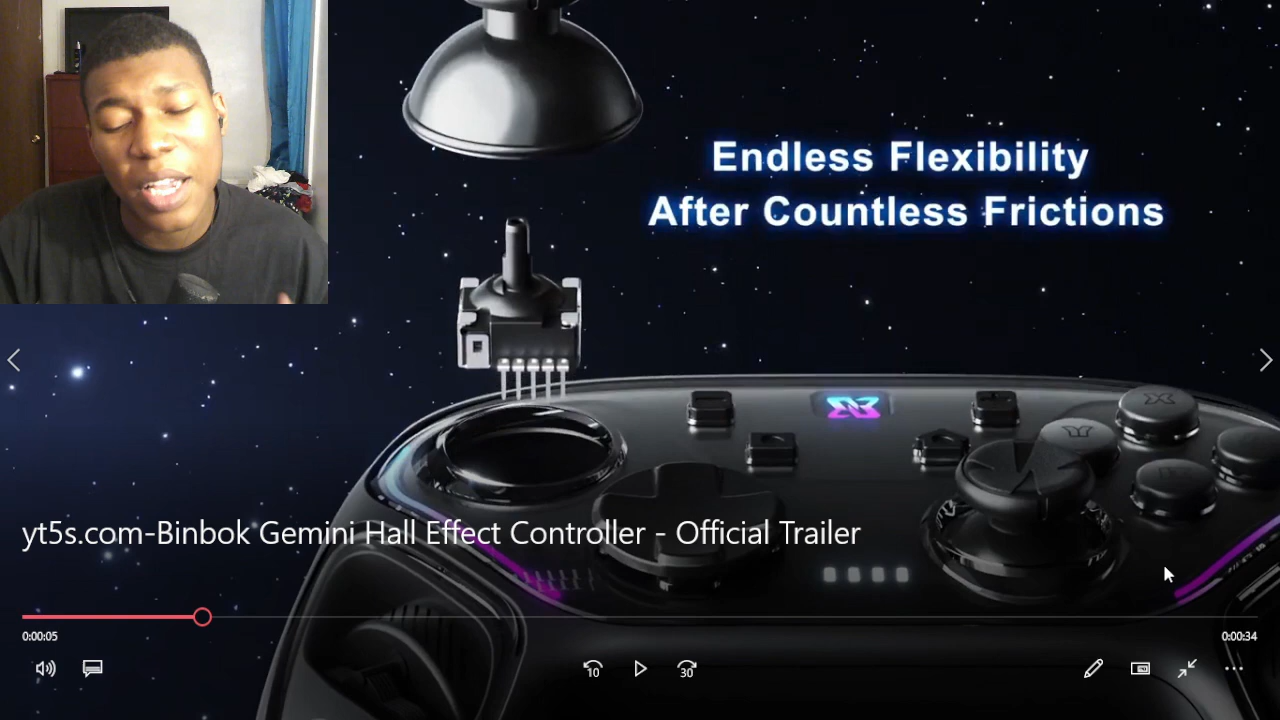 Endless Flexibility
After Countless Frictions
X
Y
yt5s.com-Binbok Gemini Hall Effect Controller - Official Trailer
0:00:05
0:00:34
10
30